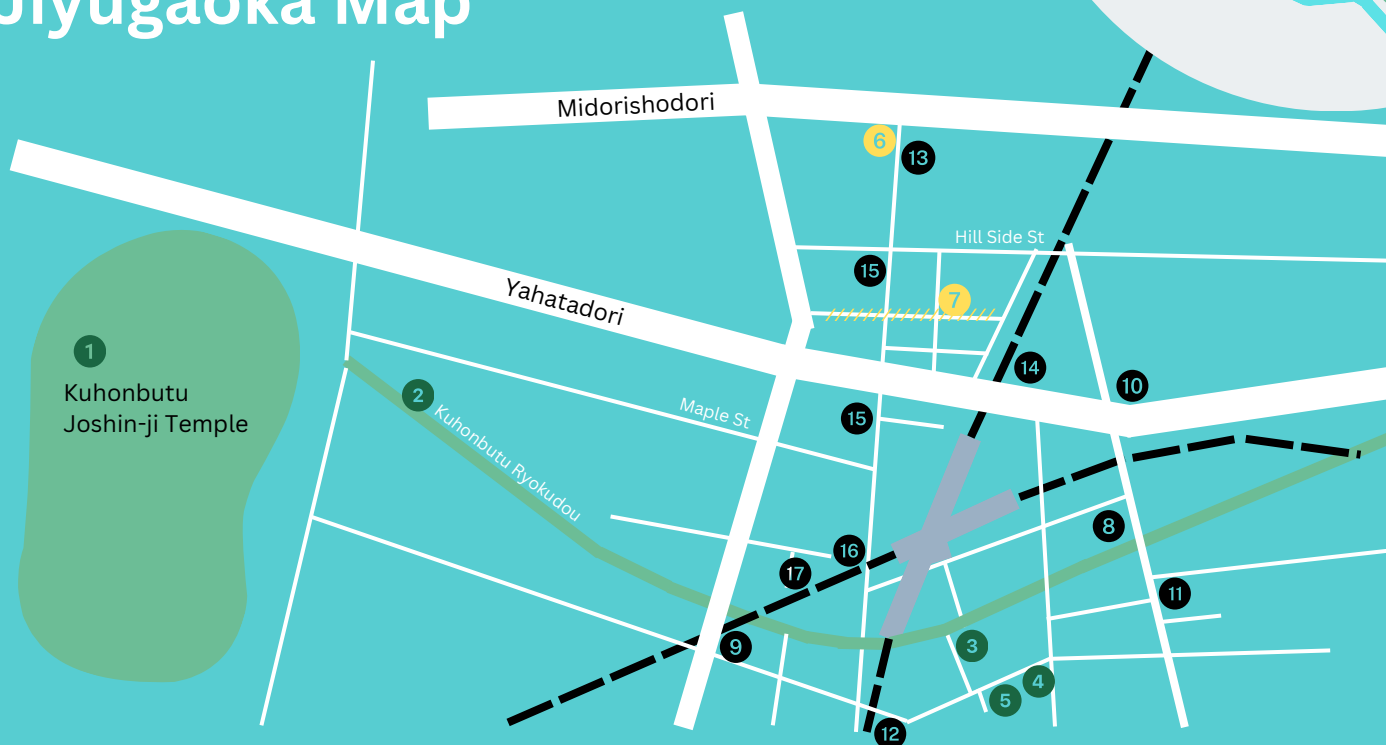 Jiyugaoka Map
Midorishodori
6
13
Hill Side St
15
7
Yahatadori
1
Kuhonbutu
Joshin-ji Temple
2
Kuhonbutu Ryokudou
Maple St
14
10
15
16
17
8
9
11
3
4
5
12